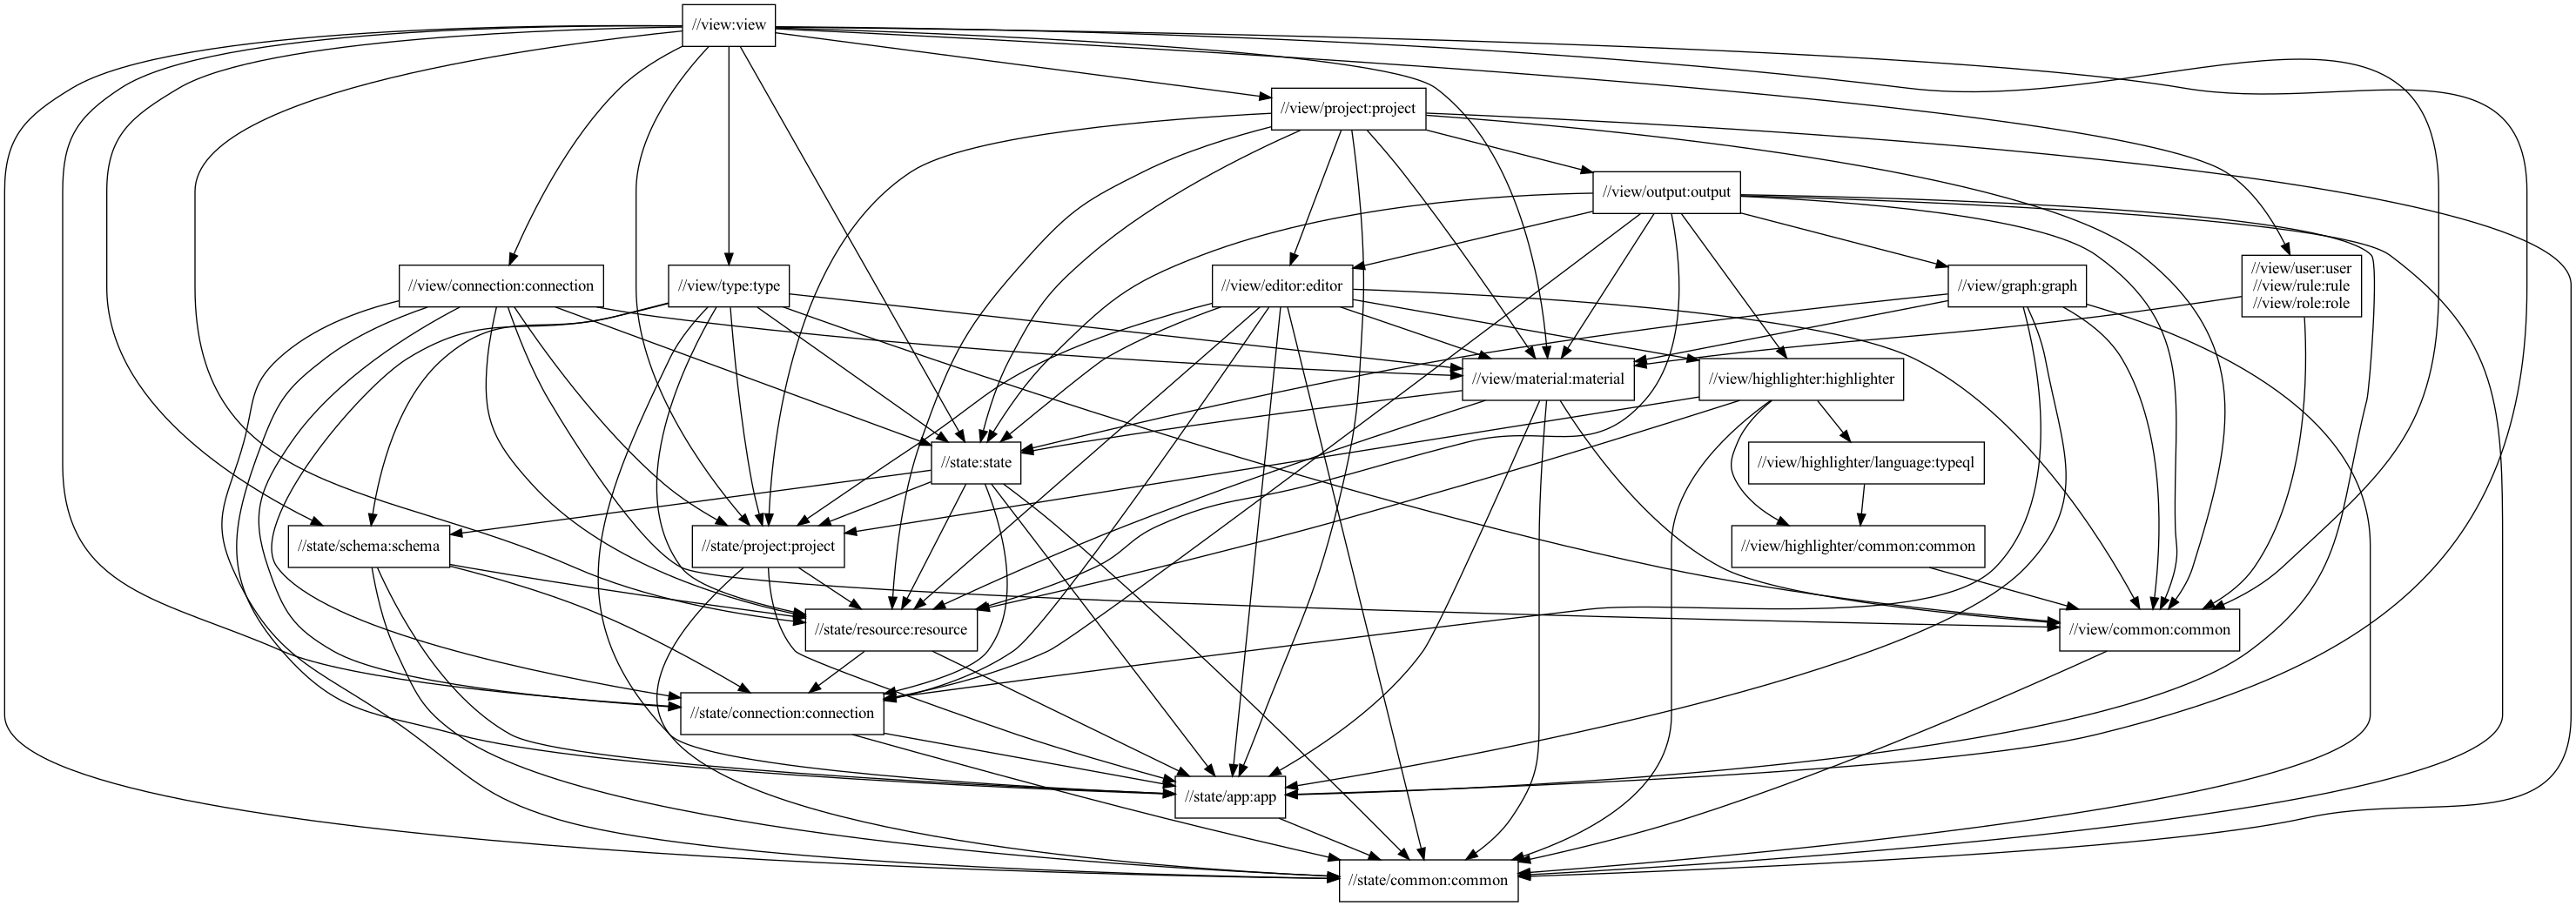 //view:view
//view/project:project
//view/output:output
//view/connection:connection
//view/type:type
//view/editor:editor
//view/graph:graph
//view/user:user
//view/rule:rule
//view/role:role
//view/material:material
//view/highlighter:highlighter
//state:state
//view/highlighter/language:typeql
//state/schema:schema
//state/project:project
//view/highlighter/common:common
//state/resource:resource
//view/common:common
//state/connection:connection
//state/app:app
//state/common:common